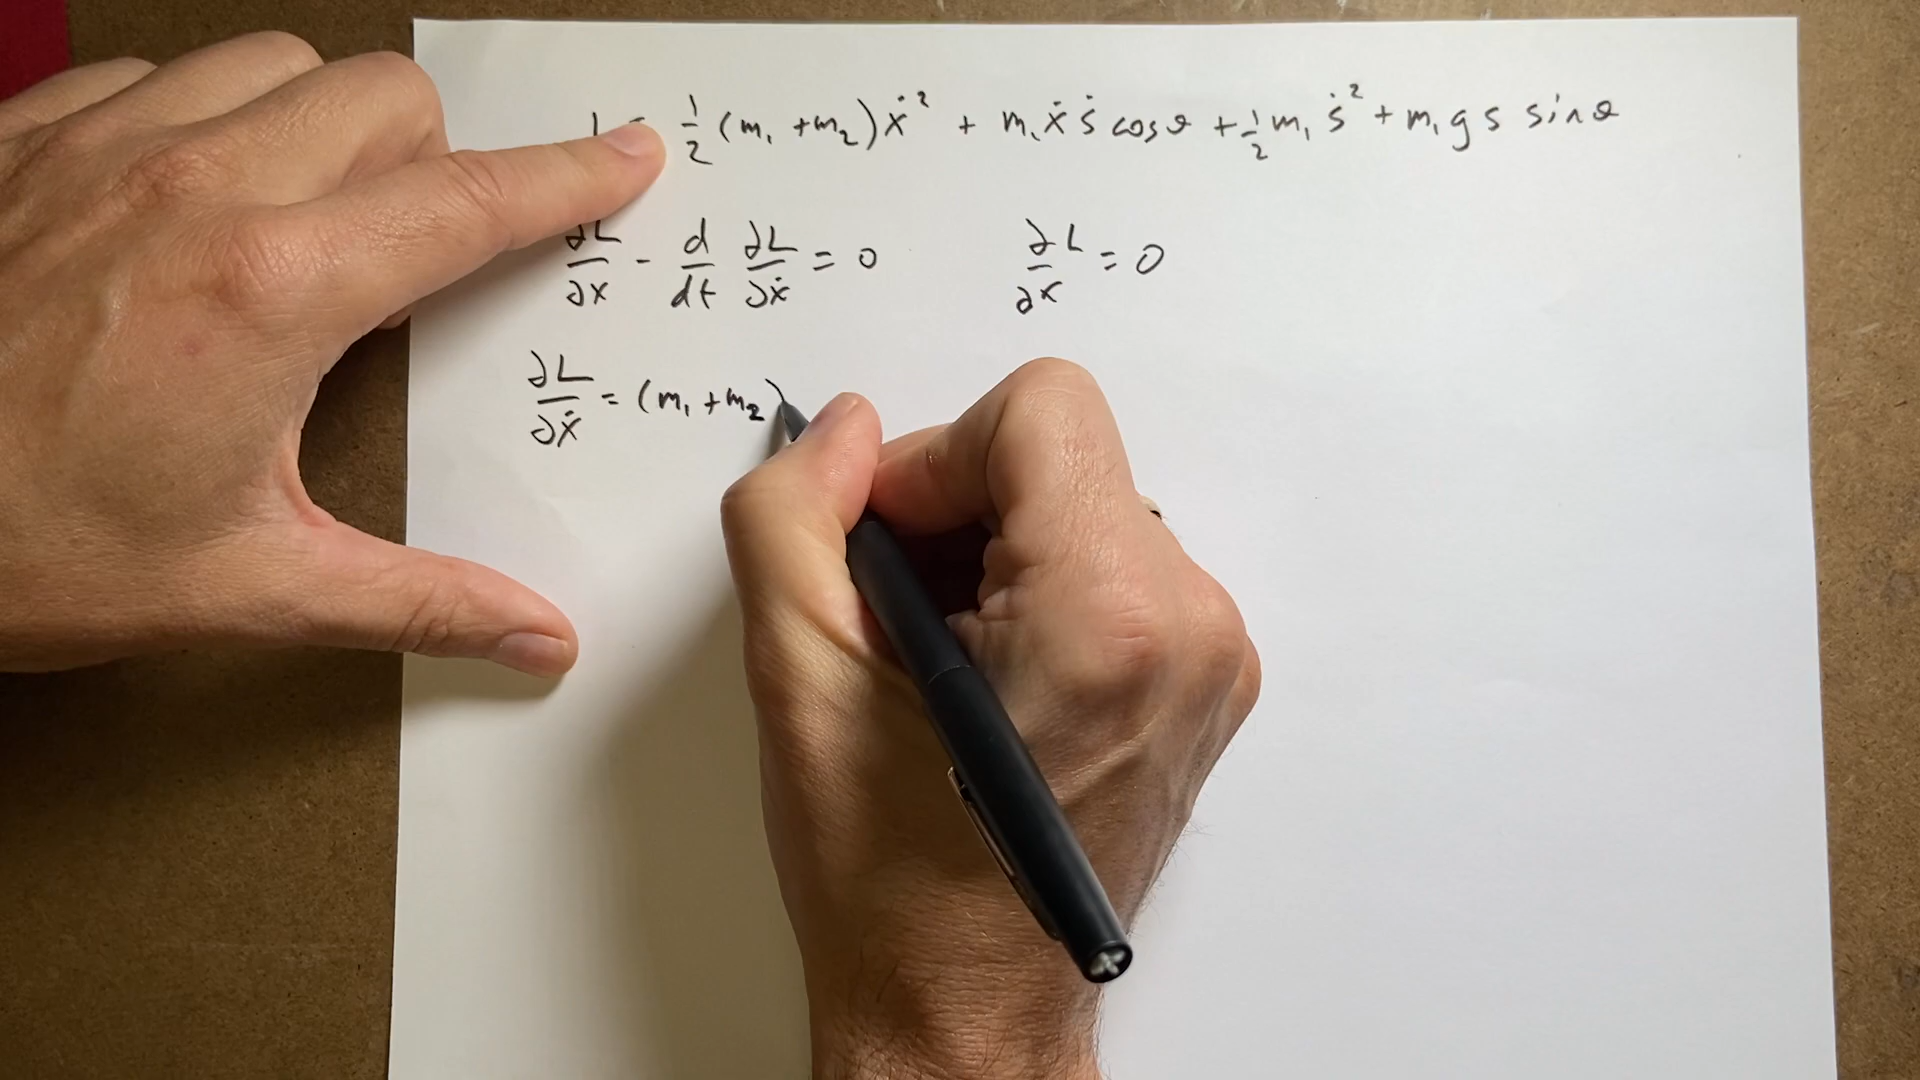 L = 1/2 (m₁ + m₂) ẋ² + m₁ ẋ ṡ cos θ + 1/2 m₁ ṡ² + m₁ g s sin θ
∂L/∂x - d/dt ∂L/∂ẋ = 0 ∂L/∂x = 0
∂L/∂ẋ = (m₁ + m₂)